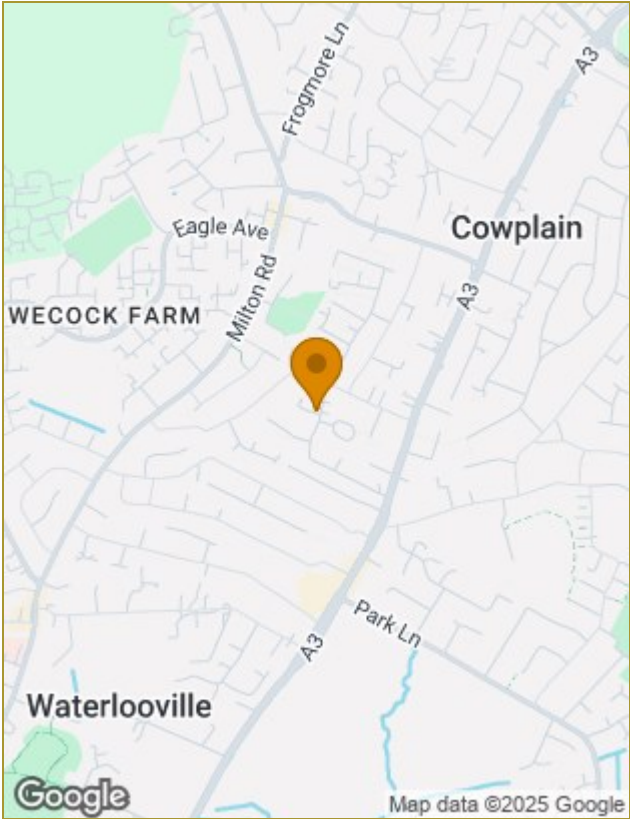 Frogmore Ln
A3
Eagle Ave
Cowplain
Milton Rd
A3
WECOCK FARM
Park Ln
A3
Waterlooville
Google
Map data ©2025 Google